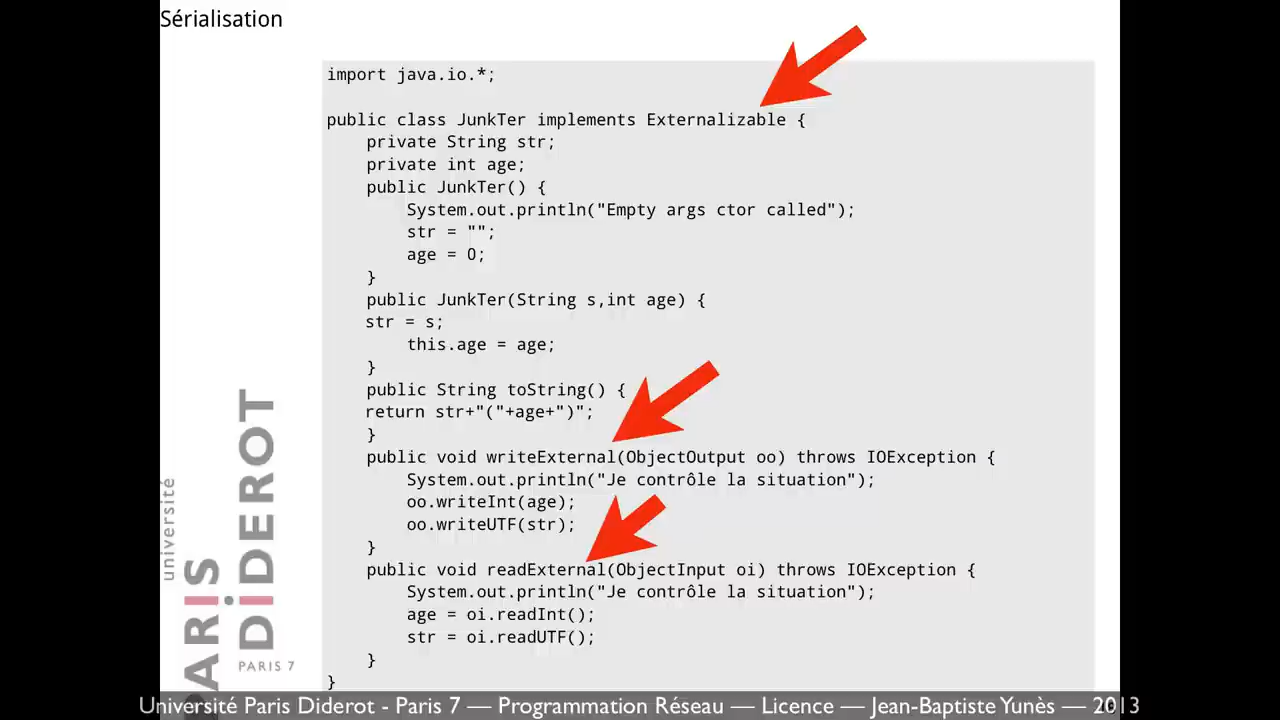 Sérialisation
import java.io.*;
public class JunkTer implements Externalizable {
private String str;
private int age;
public JunkTer() {
System.out.println("Empty args ctor called");
str = "";
age = 0;
}
public JunkTer(String s,int age) {
str = s;
this.age = age;
}
public String toString() {
return str+"("+age+")";
}
public void writeExternal(ObjectOutput oo) throws IOException {
System.out.println("Je contrôle la situation");
oo.writeInt(age);
oo.writeUTF(str);
}
public void readExternal(ObjectInput oi) throws IOException {
System.out.println("Je contrôle la situation");
age = oi.readInt();
str = oi.readUTF();
}
}
université
PARIS
DIDEROT
PARIS 7
Université Paris Diderot - Paris 7 — Programmation Réseau — Licence — Jean-Baptiste Yunès — 2013